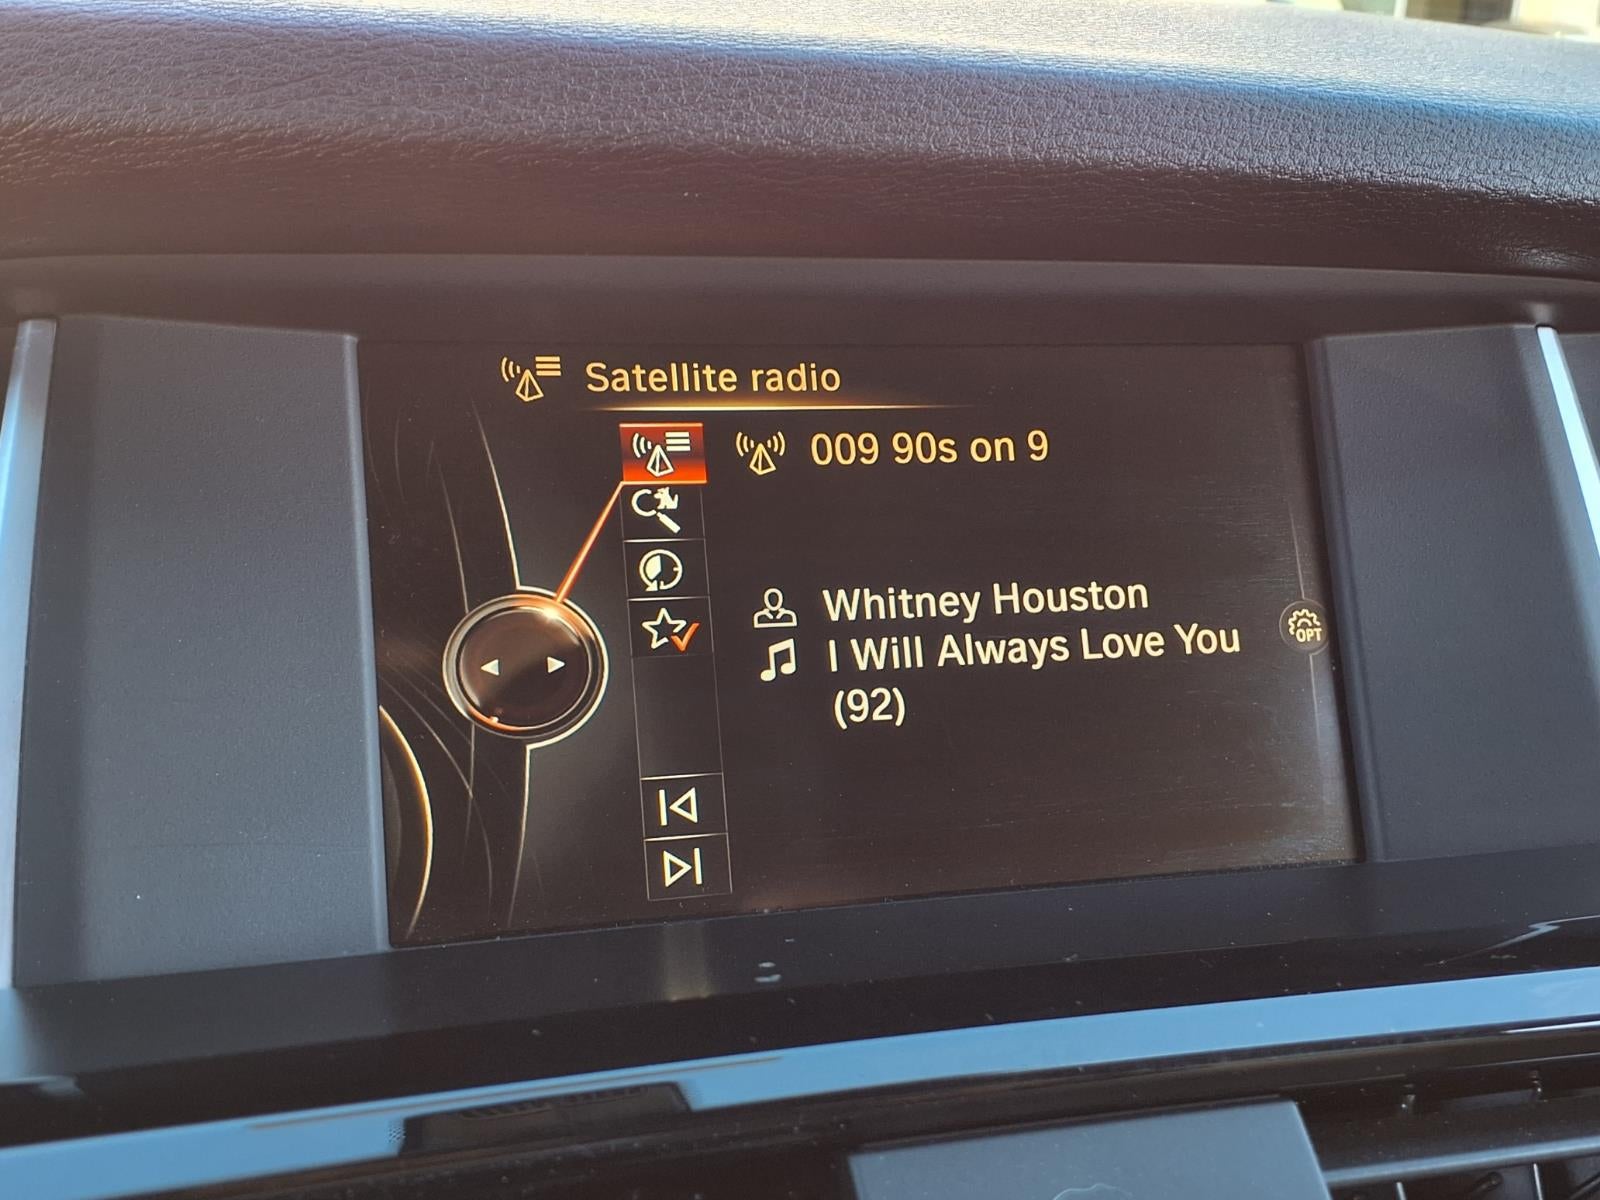 Satellite radio
009 90s on 9
Whitney Houston
I Will Always Love You
(92)
OPT